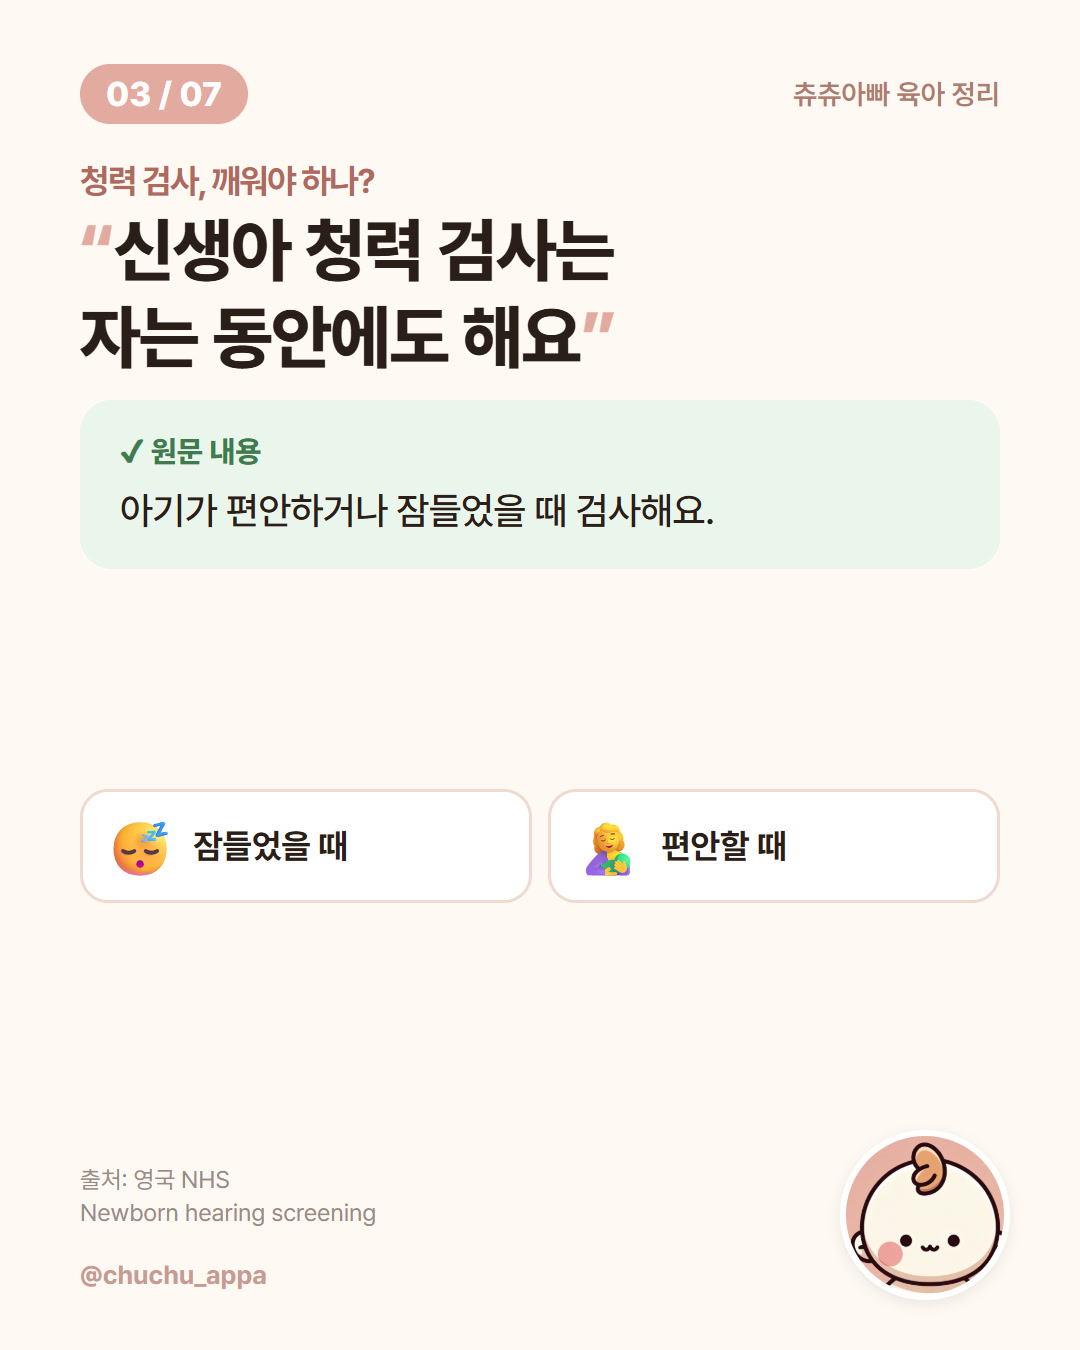 03 / 07
츄츄아빠 육아 정리
청력 검사, 깨워야 하나?
“신생아 청력 검사는
자는 동안에도 해요”
✓ 원문 내용
아기가 편안하거나 잠들었을 때 검사해요.
잠들었을 때
편안할 때
출처: 영국 NHS
Newborn hearing screening
@chuchu_appa